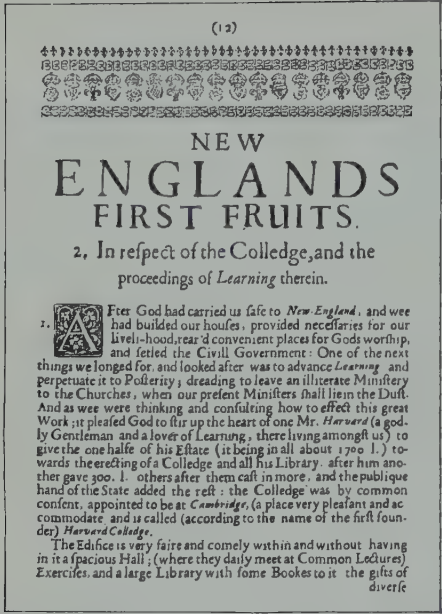 (12)
NEW
ENGLANDS
FIRST FRUITS.
2, In reſpect of the Colledge, and the
proceedings of Learning therein.
1. AFter God had carried us ſafe to New-England, and wee
had builded our houſes, provided neceſſaries for our
liveli-hood, rear'd convenient places for Gods worſhip,
and ſetled the Civill Government: One of the next
things we longed for, and looked after was to advance Learning and
perpetuate it to Poſterity; dreading to leave an illiterate Miniſtery
to the Churches, when our preſent Miniſters ſhall lie in the Duſt.
And as wee were thinking and conſulting how to effect this great
Work; it pleaſed God to ſtir up the heart of one Mr. Harvard (a god-
ly Gentleman and a lover of Learning, there living amongſt us) to
give the one halfe of his Eſtate (it being in all about 1700 l.) to-
wards the erecting of a Colledge and all his Library. after him ano-
ther gave 300. l. others after them caſt in more, and the publique
hand of the State added the reſt: the Colledge was by common
conſent, appointed to be at Cambridge, (a place very pleaſant and ac
commodate and is called (according to the name of the firſt foun-
der) Harvard Colledge.
The Edifice is very faire and comely within and without having
in it a ſpacious Hall; (where they daily meet at Common Lectures)
Exerciſes, and a large Library with ſome Bookes to it the gifts of
diverſe